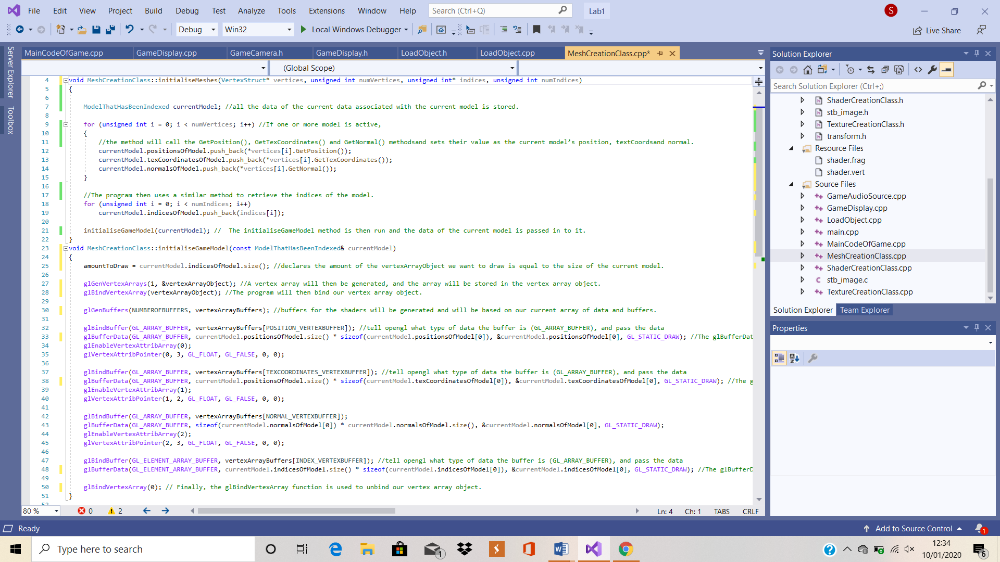 File Edit View Project Build Debug Test Analyze Tools Extensions Window Help Search (Ctrl+Q) Lab1 S
Debug Win32 Local Windows Debugger Live Share
Server Explorer
Toolbox
MainCodeOfGame.cpp GameDisplay.cpp GameCamera.h GameDisplay.h LoadObject.h LoadObject.cpp MeshCreationClass.cpp*
(Global Scope)
4 void MeshCreationClass::initialiseMeshes(VertexStruct* vertices, unsigned int numVertices, unsigned int* indices, unsigned int numIndices)
5 {
6
7 ModelThatHasBeenIndexed currentModel; //all the data of the current data associated with the current model is stored.
8
9 for (unsigned int i = 0; i < numVertices; i++) //If one or more model is active,
10 {
11 //the method will call the GetPosition(), GetTexCoordinates() and GetNormal() methodsand sets their value as the current model's position, textCoordsand normal.
12 currentModel.positionsOfModel.push_back(*vertices[i].GetPosition());
13 currentModel.texCoordinatesOfModel.push_back(*vertices[i].GetTexCoordinates());
14 currentModel.normalsOfModel.push_back(*vertices[i].GetNormal());
15 }
16
17 //The program then uses a similar method to retrieve the indices of the model.
18 for (unsigned int i = 0; i < numIndices; i++)
19 currentModel.indicesOfModel.push_back(indices[i]);
20
21 initialiseGameModel(currentModel); //  The initialiseGameModel method is then run and the data of the current model is passed in to it.
22 }
23 void MeshCreationClass::initialiseGameModel(const ModelThatHasBeenIndexed& currentModel)
24 {
25 amountToDraw = currentModel.indicesOfModel.size(); //declares the amount of the vertexArrayObject we want to draw is equal to the size of the current model.
26
27 glGenVertexArrays(1, &vertexArrayObject); //A vertex array will then be generated, and the array will be stored in the vertex array object.
28 glBindVertexArray(vertexArrayObject); //The program will then bind our vertex array object.
29
30 glGenBuffers(NUMBEROFBUFFERS, vertexArrayBuffers); //buffers for the shaders will be generated and will be based on our current array of data and buffers.
31
32 glBindBuffer(GL_ARRAY_BUFFER, vertexArrayBuffers[POSITION_VERTEXBUFFER]); //tell opengl what type of data the buffer is (GL_ARRAY_BUFFER), and pass the data
33 glBufferData(GL_ARRAY_BUFFER, currentModel.positionsOfModel.size() * sizeof(currentModel.positionsOfModel[0]), &currentModel.positionsOfModel[0], GL_STATIC_DRAW); //The glBufferDat
34 glEnableVertexAttribArray(0);
35 glVertexAttribPointer(0, 3, GL_FLOAT, GL_FALSE, 0, 0);
36
37 glBindBuffer(GL_ARRAY_BUFFER, vertexArrayBuffers[TEXCOORDINATES_VERTEXBUFFER]); //tell opengl what type of data the buffer is (GL_ARRAY_BUFFER), and pass the data
38 glBufferData(GL_ARRAY_BUFFER, currentModel.positionsOfModel.size() * sizeof(currentModel.texCoordinatesOfModel[0]), &currentModel.texCoordinatesOfModel[0], GL_STATIC_DRAW); //The g
39 glEnableVertexAttribArray(1);
40 glVertexAttribPointer(1, 2, GL_FLOAT, GL_FALSE, 0, 0);
41
42 glBindBuffer(GL_ARRAY_BUFFER, vertexArrayBuffers[NORMAL_VERTEXBUFFER]);
43 glBufferData(GL_ARRAY_BUFFER, sizeof(currentModel.normalsOfModel[0]) * currentModel.normalsOfModel.size(), &currentModel.normalsOfModel[0], GL_STATIC_DRAW);
44 glEnableVertexAttribArray(2);
45 glVertexAttribPointer(2, 3, GL_FLOAT, GL_FALSE, 0, 0);
46
47 glBindBuffer(GL_ELEMENT_ARRAY_BUFFER, vertexArrayBuffers[INDEX_VERTEXBUFFER]); //tell opengl what type of data the buffer is (GL_ARRAY_BUFFER), and pass the data
48 glBufferData(GL_ELEMENT_ARRAY_BUFFER, currentModel.indicesOfModel.size() * sizeof(currentModel.indicesOfModel[0]), &currentModel.indicesOfModel[0], GL_STATIC_DRAW); //The glBufferD
49
50 glBindVertexArray(0); // Finally, the glBindVertexArray function is used to unbind our vertex array object.
51 }
52
80 % 0 2 Ln: 4 Ch: 1 TABS CRLF
Solution Explorer
Search Solution Explorer (Ctrl+;)
ShaderCreationClass.h
stb_image.h
TextureCreationClass.h
transform.h
Resource Files
shader.frag
shader.vert
Source Files
GameAudioSource.cpp
GameDisplay.cpp
LoadObject.cpp
main.cpp
MainCodeOfGame.cpp
MeshCreationClass.cpp
ShaderCreationClass.cpp
stb_image.c
TextureCreationClass.cpp
Solution Explorer Team Explorer
Properties
Ready Add to Source Control 1
Type here to search 1 12:34
10/01/2020 6